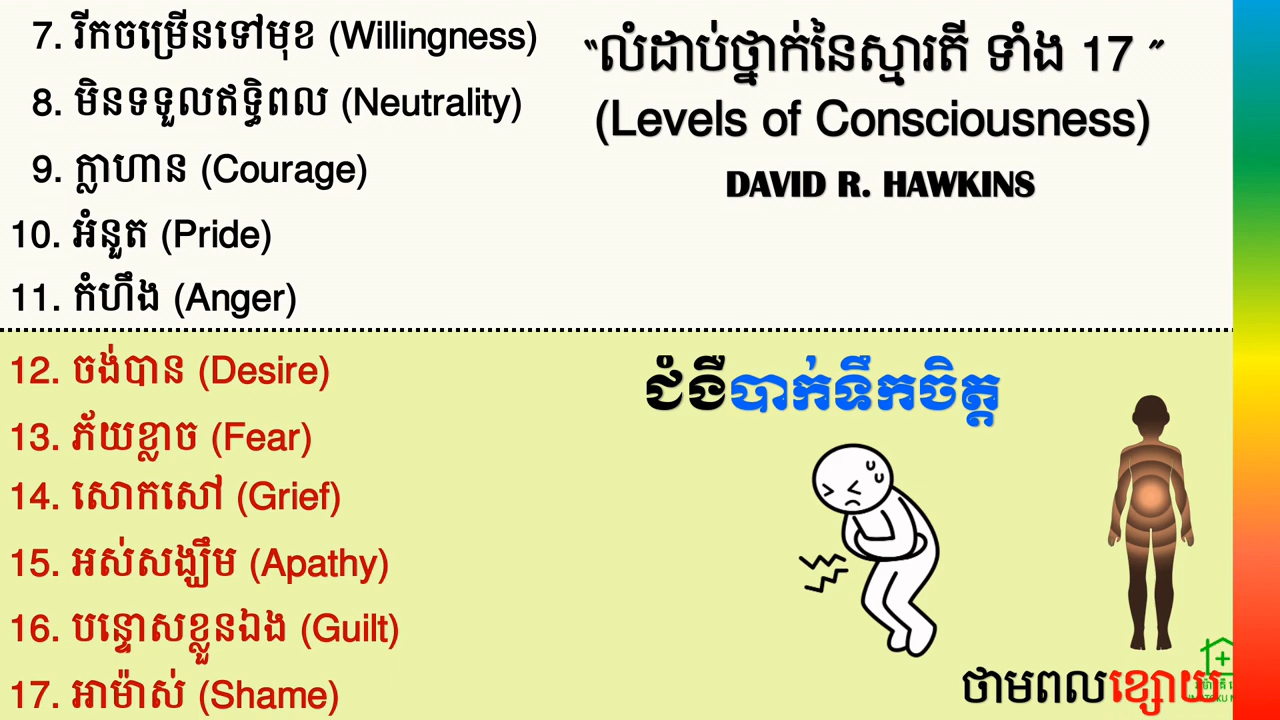 7. រីកចម្រើនទៅមុខ (Willingness)
8. មិនទទួលឥទ្ធិពល (Neutrality)
9. ក្លាហាន (Courage)
10. អំនួត (Pride)
11. កំហឹង (Anger)
"លំដាប់ថ្នាក់នៃស្មារតី ទាំង 17 "
(Levels of Consciousness)
DAVID R. HAWKINS
12. ចង់បាន (Desire)
13. ភ័យខ្លាច (Fear)
14. សោកសៅ (Grief)
15. អស់សង្ឃឹម (Apathy)
16. បន្ទោសខ្លួនឯង (Guilt)
17. អាម៉ាស់ (Shame)
ជំងឺបាក់ទឹកចិត្ត
ថាមពលខ្សោយ